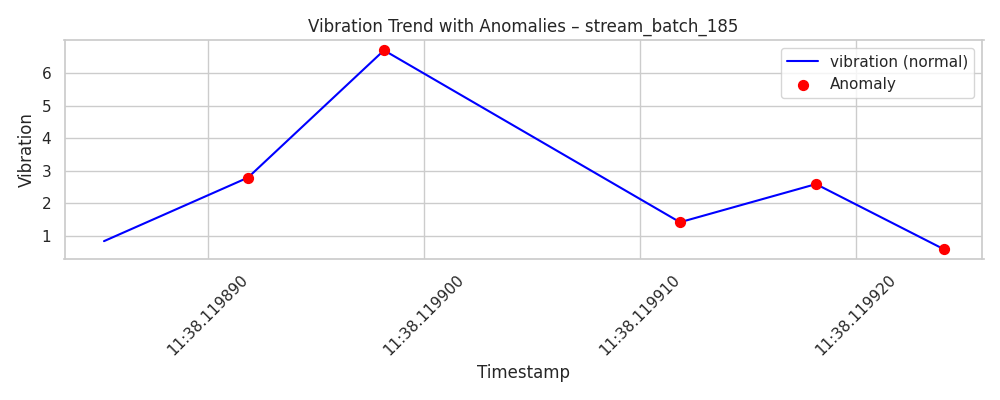 Vibration Trend with Anomalies – stream_batch_185
vibration (normal)
Anomaly
Vibration
6
5
4
3
2
1
11:38.119890
11:38.119900
11:38.119910
11:38.119920
Timestamp